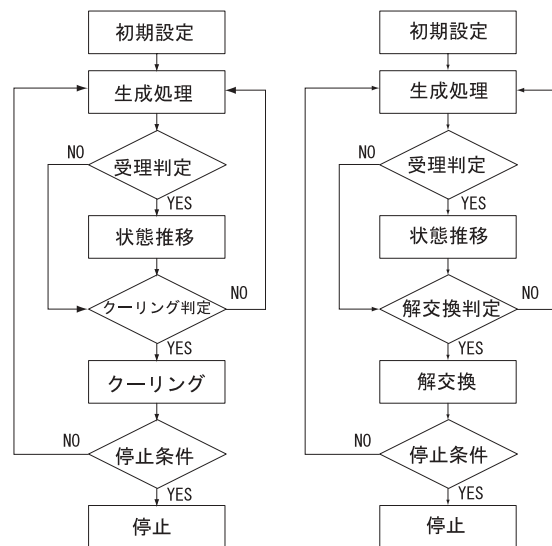 初期設定
生成処理
NO
受理判定
YES
状態推移
クーリング判定
NO
YES
クーリング
NO
停止条件
YES
停止
初期設定
生成処理
NO
受理判定
YES
状態推移
解交換判定
NO
YES
解交換
NO
停止条件
YES
停止